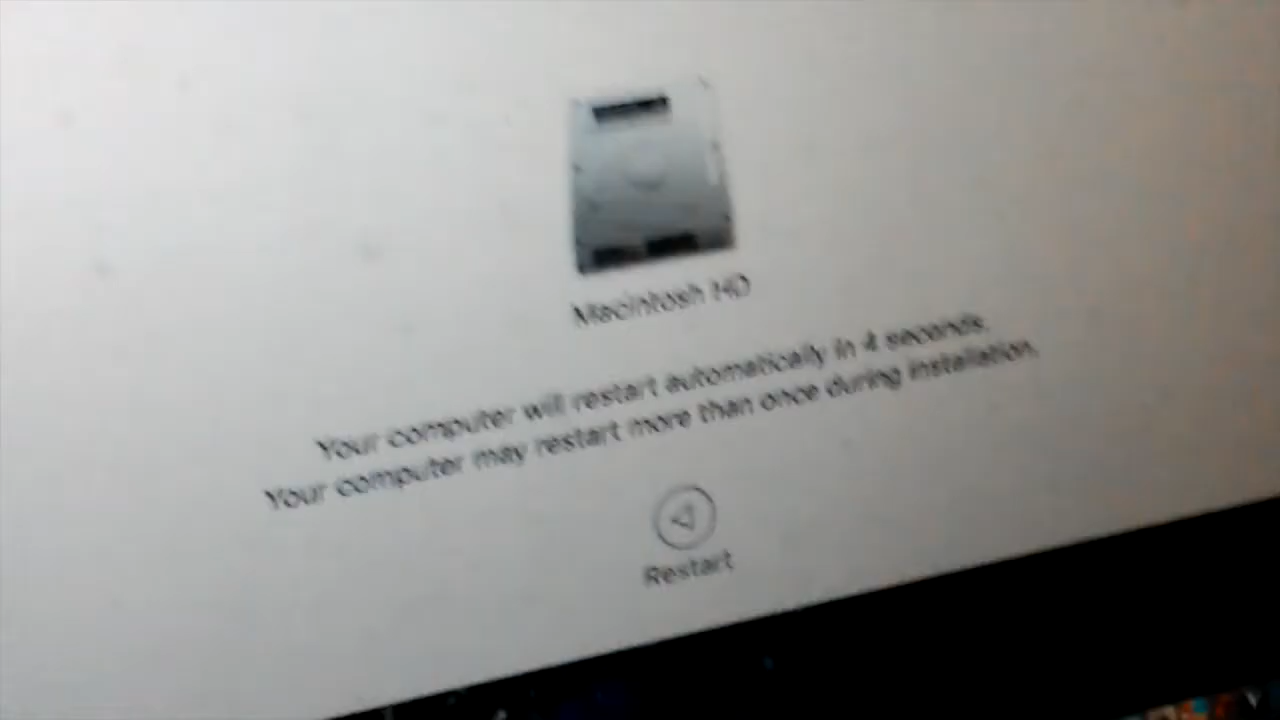 Macintosh HD
Your computer will restart automatically in 4 seconds.
Your computer may restart more than once during installation.
Restart